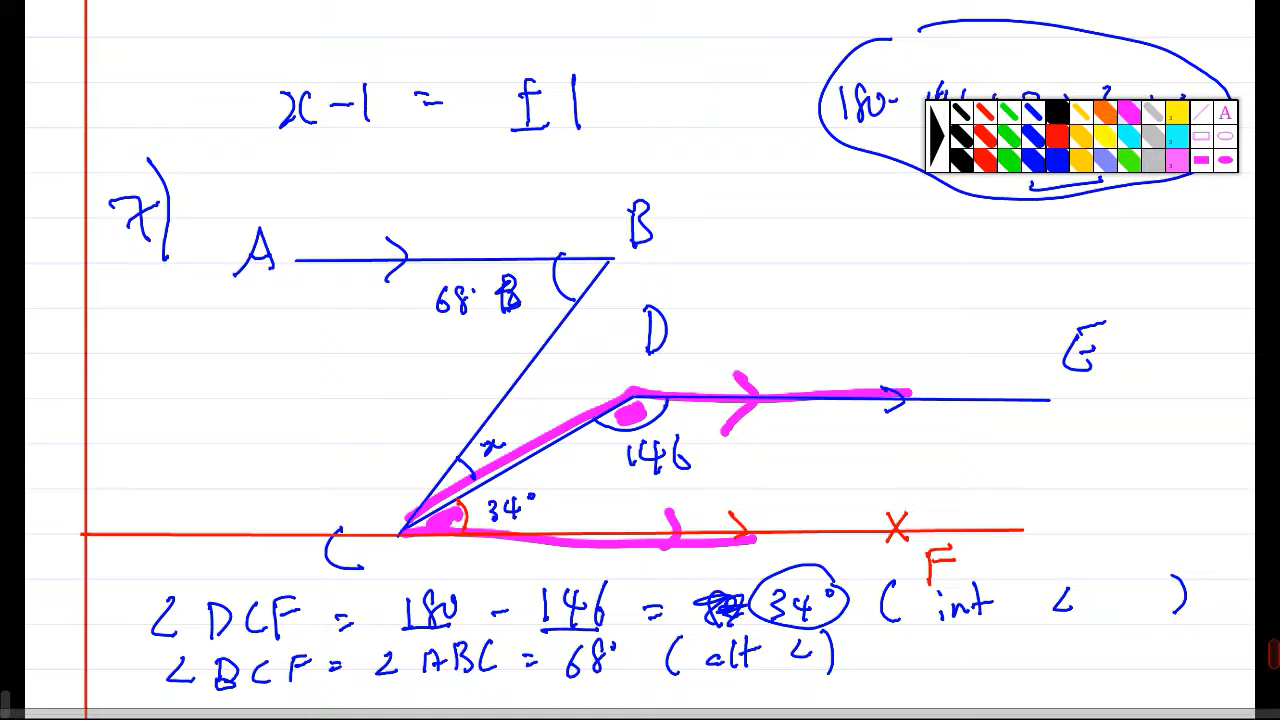 x - 1 = ± 1
180-
7)
A
B
68°
D
E
x
146
34°
C
F
∠ DCF = 180 - 146 = 34° ( int ∠ )
∠ BCF = ∠ ABC = 68° ( alt ∠ )